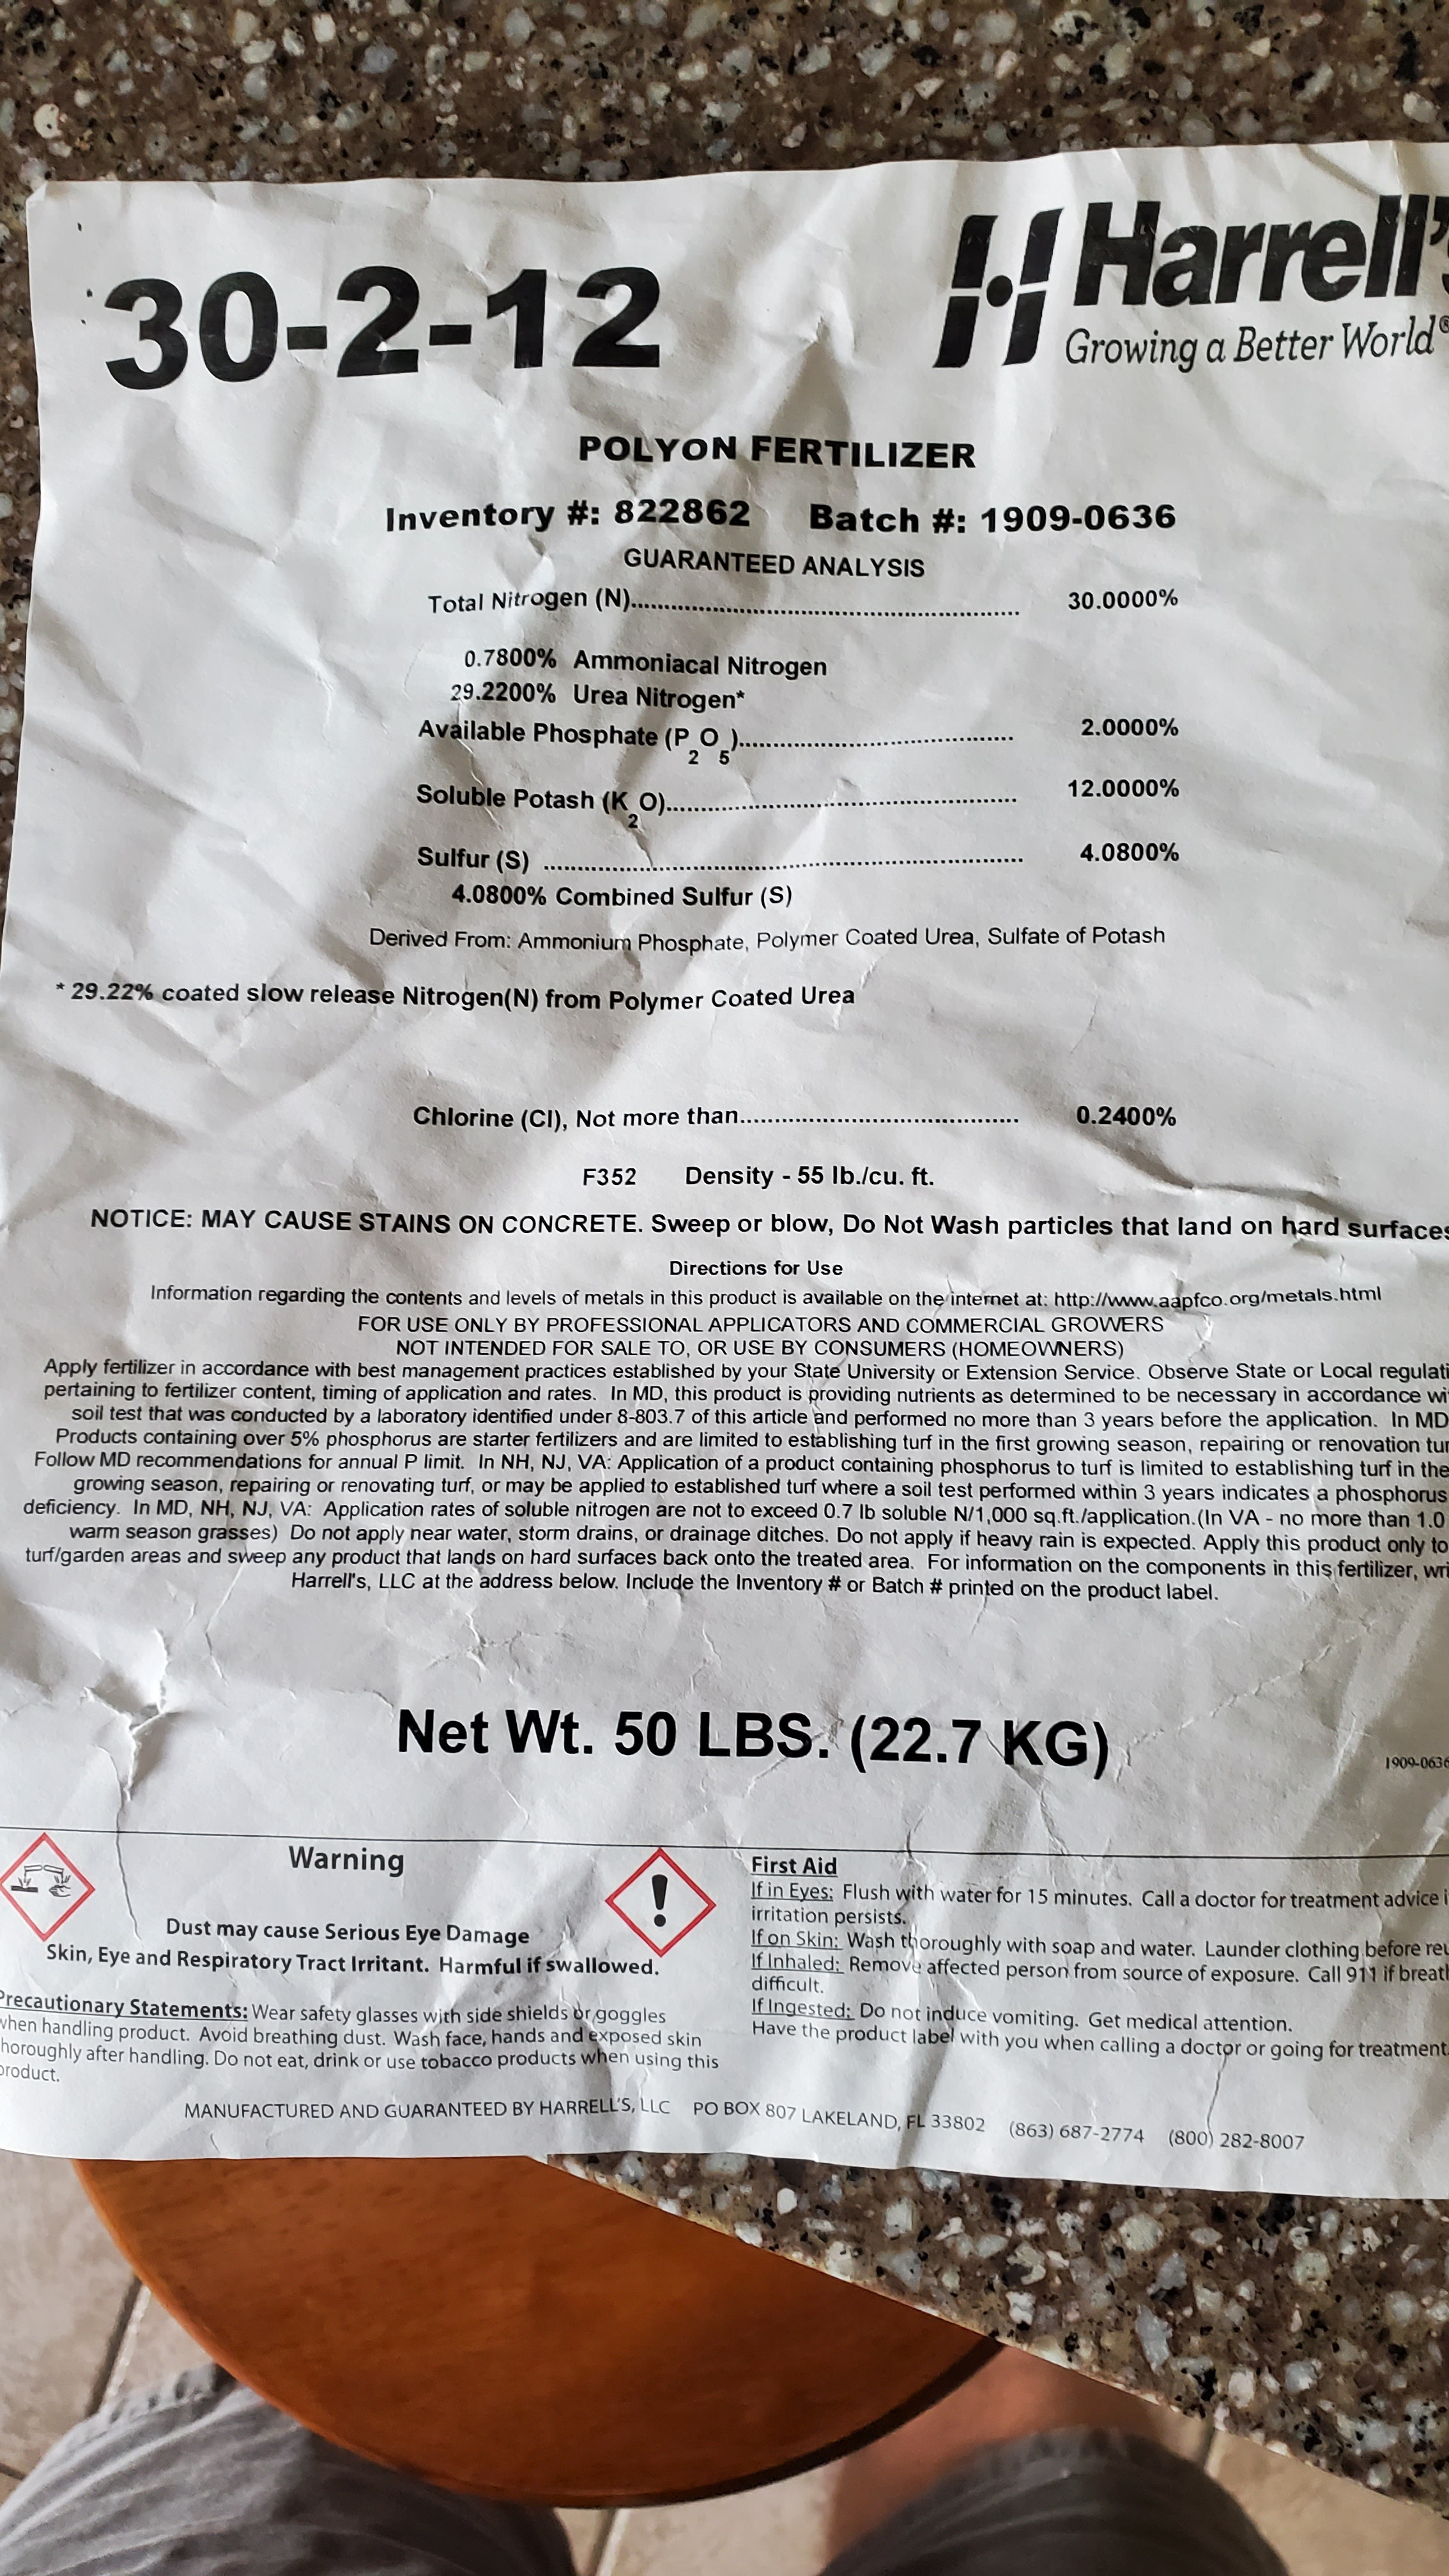 30-2-12
Harrell's
Growing a Better World®
POLYON FERTILIZER
Inventory #: 822862 Batch #: 1909-0636
GUARANTEED ANALYSIS
Total Nitrogen (N)........................................................ 30.0000%
0.7800% Ammoniacal Nitrogen
29.2200% Urea Nitrogen*
Available Phosphate (P2O5)........................................ 2.0000%
Soluble Potash (K2O).................................................. 12.0000%
Sulfur (S) ..................................................................... 4.0800%
4.0800% Combined Sulfur (S)
Derived From: Ammonium Phosphate, Polymer Coated Urea, Sulfate of Potash
* 29.22% coated slow release Nitrogen(N) from Polymer Coated Urea
Chlorine (Cl), Not more than........................................ 0.2400%
F352 Density - 55 lb./cu. ft.
NOTICE: MAY CAUSE STAINS ON CONCRETE. Sweep or blow, Do Not Wash particles that land on hard surfaces
Directions for Use
Information regarding the contents and levels of metals in this product is available on the internet at: http://www.aapfco.org/metals.html
FOR USE ONLY BY PROFESSIONAL APPLICATORS AND COMMERCIAL GROWERS
NOT INTENDED FOR SALE TO, OR USE BY CONSUMERS (HOMEOWNERS)
Apply fertilizer in accordance with best management practices established by your State University or Extension Service. Observe State or Local regulati
pertaining to fertilizer content, timing of application and rates. In MD, this product is providing nutrients as determined to be necessary in accordance wi
soil test that was conducted by a laboratory identified under 8-803.7 of this article and performed no more than 3 years before the application. In MD
Products containing over 5% phosphorus are starter fertilizers and are limited to establishing turf in the first growing season, repairing or renovation tur
Follow MD recommendations for annual P limit. In NH, NJ, VA: Application of a product containing phosphorus to turf is limited to establishing turf in the
growing season, repairing or renovating turf, or may be applied to established turf where a soil test performed within 3 years indicates a phosphorus
deficiency. In MD, NH, NJ, VA: Application rates of soluble nitrogen are not to exceed 0.7 lb soluble N/1,000 sq.ft./application.(In VA - no more than 1.0
warm season grasses) Do not apply near water, storm drains, or drainage ditches. Do not apply if heavy rain is expected. Apply this product only to
turf/garden areas and sweep any product that lands on hard surfaces back onto the treated area. For information on the components in this fertilizer, wri
Harrell's, LLC at the address below. Include the Inventory # or Batch # printed on the product label.
Net Wt. 50 LBS. (22.7 KG)
1909-0636
Warning
Dust may cause Serious Eye Damage
Skin, Eye and Respiratory Tract Irritant. Harmful if swallowed.
Precautionary Statements: Wear safety glasses with side shields or goggles
when handling product. Avoid breathing dust. Wash face, hands and exposed skin
thoroughly after handling. Do not eat, drink or use tobacco products when using this
product.
First Aid
If in Eyes: Flush with water for 15 minutes. Call a doctor for treatment advice i
irritation persists.
If on Skin: Wash thoroughly with soap and water. Launder clothing before reu
If Inhaled: Remove affected person from source of exposure. Call 911 if breath
difficult.
If Ingested: Do not induce vomiting. Get medical attention.
Have the product label with you when calling a doctor or going for treatment.
MANUFACTURED AND GUARANTEED BY HARRELL'S, LLC PO BOX 807 LAKELAND, FL 33802 (863) 687-2774 (800) 282-8007